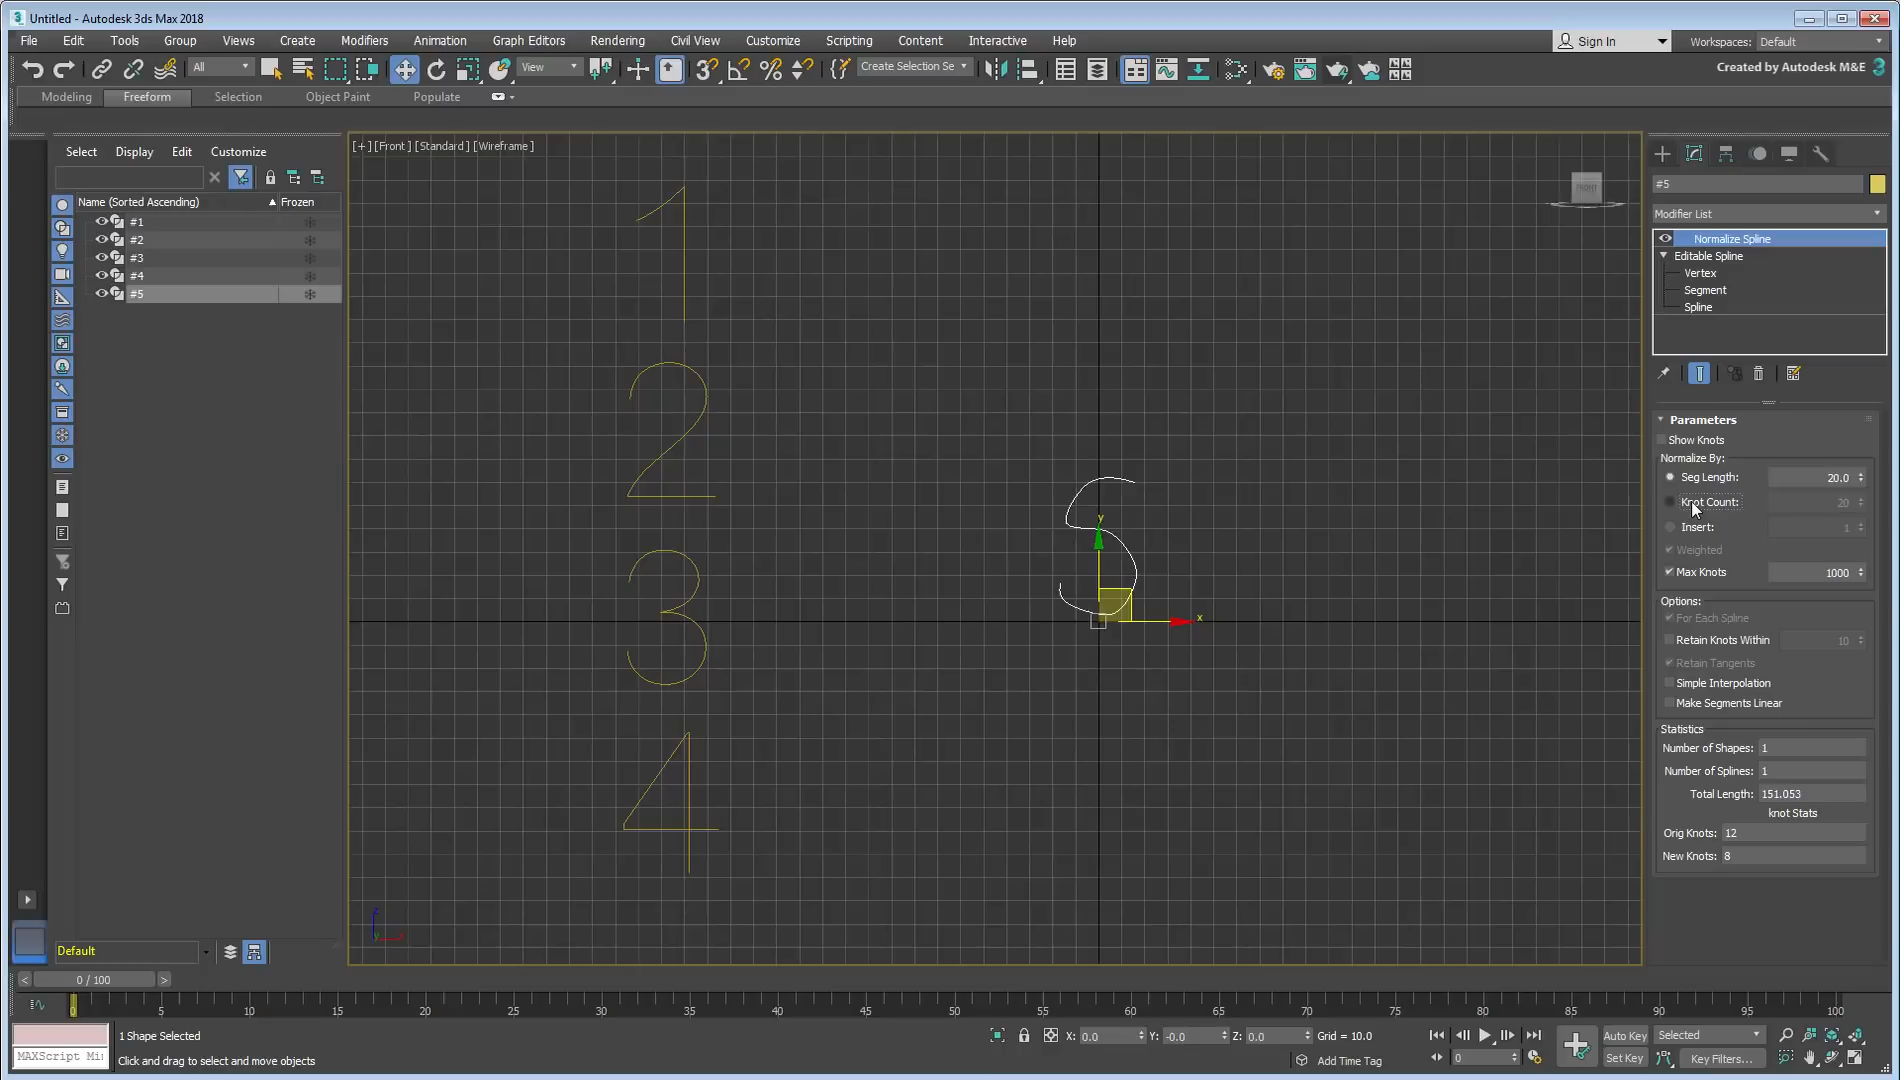 Untitled - Autodesk 3ds Max 2018
File Edit Tools Group Views Create Modifiers Animation Graph Editors Rendering Civil View Customize Scripting Content Interactive Help Sign In Workspaces: Default
All View Create Selection Se Created by Autodesk M&E
Modeling Freeform Selection Object Paint Populate
Select Display Edit Customize
Name (Sorted Ascending) Frozen
#1
#2
#3
#4
#5
[+] [Front] [Standard] [Wireframe]
FRONT
1
2
3
4
y
x
z
#5
Modifier List
Normalize Spline
Editable Spline
Vertex
Segment
Spline
Parameters
Show Knots
Normalize By:
Seg Length: 20.0
Knot Count: 20
Insert: 1
Weighted
Max Knots 1000
Options:
For Each Spline
Retain Knots Within 10
Retain Tangents
Simple Interpolation
Make Segments Linear
Statistics
Number of Shapes: 1
Number of Splines: 1
Total Length: 151.053
knot Stats
Orig Knots: 12
New Knots: 8
Default
< 0 / 100 >
0 5 10 15 20 25 30 35 40 45 50 55 60 65 70 75 80 85 90 95 100
1 Shape Selected X: 0.0 Y: -0.0 Z: 0.0 Grid = 10.0 Auto Key Selected
MAXScript Mi Click and drag to select and move objects Add Time Tag 0 Set Key Key Filters...